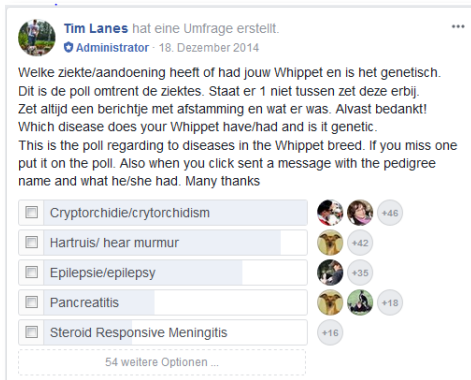 Tim Lanes hat eine Umfrage erstellt.
Administrator · 18. Dezember 2014
Welke ziekte/aandoening heeft of had jouw Whippet en is het genetisch.
Dit is de poll omtrent de ziektes. Staat er 1 niet tussen zet deze erbij.
Zet altijd een berichtje met afstamming en wat er was. Alvast bedankt!
Which disease does your Whippet have/had and is it genetic.
This is the poll regarding to diseases in the Whippet breed. If you miss one
put it on the poll. Also when you click sent a message with the pedigree
name and what he/she had. Many thanks
Cryptorchidie/crytorchidism +46
Hartruis/ hear murmur +42
Epilepsie/epilepsy +35
Pancreatitis +18
Steroid Responsive Meningitis +16
54 weitere Optionen ...